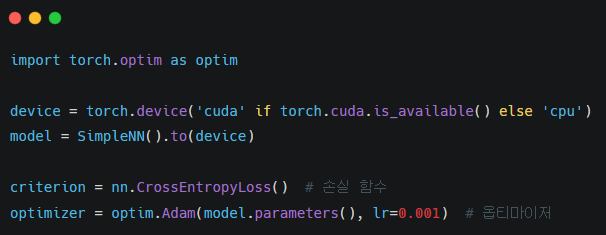 import torch.optim as optim
device = torch.device('cuda' if torch.cuda.is_available() else 'cpu')
model = SimpleNN().to(device)
criterion = nn.CrossEntropyLoss()  # 손실 함수
optimizer = optim.Adam(model.parameters(), lr=0.001)  # 옵티마이저